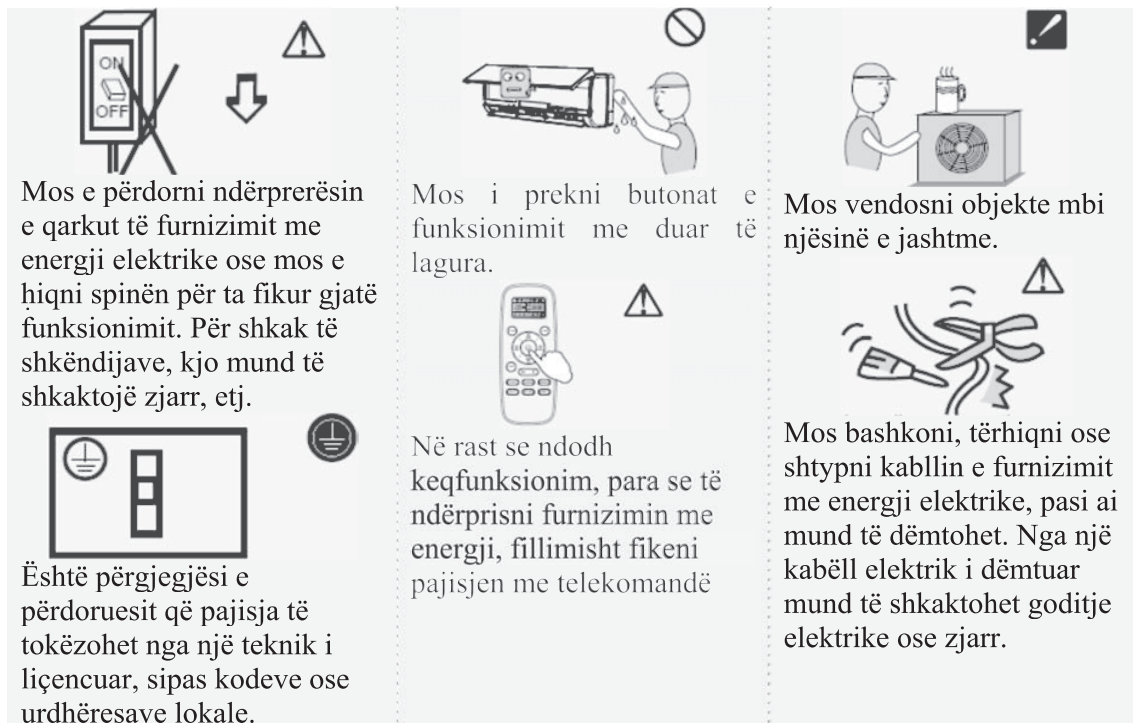 ON
OFF
Mos e përdorni ndërprerësin
e qarkut të furnizimit me
energji elektrike ose mos e
hiqni spinën për ta fikur gjatë
funksionimit. Për shkak të
shkëndijave, kjo mund të
shkaktojë zjarr, etj.
Është përgjegjësi e
përdoruesit që pajisja të
tokëzohet nga një teknik i
liçencuar, sipas kodeve ose
urdhëresave lokale.
Mos i prekni butonat e
funksionimit me duar të
lagura.
Në rast se ndodh
keqfunksionim, para se të
ndërprisni furnizimin me
energji, fillimisht fikeni
pajisjen me telekomandë
Mos vendosni objekte mbi
njësinë e jashtme.
Mos bashkoni, tërhiqni ose
shtypni kabllin e furnizimit
me energji elektrike, pasi ai
mund të dëmtohet. Nga një
kabëll elektrik i dëmtuar
mund të shkaktohet goditje
elektrike ose zjarr.